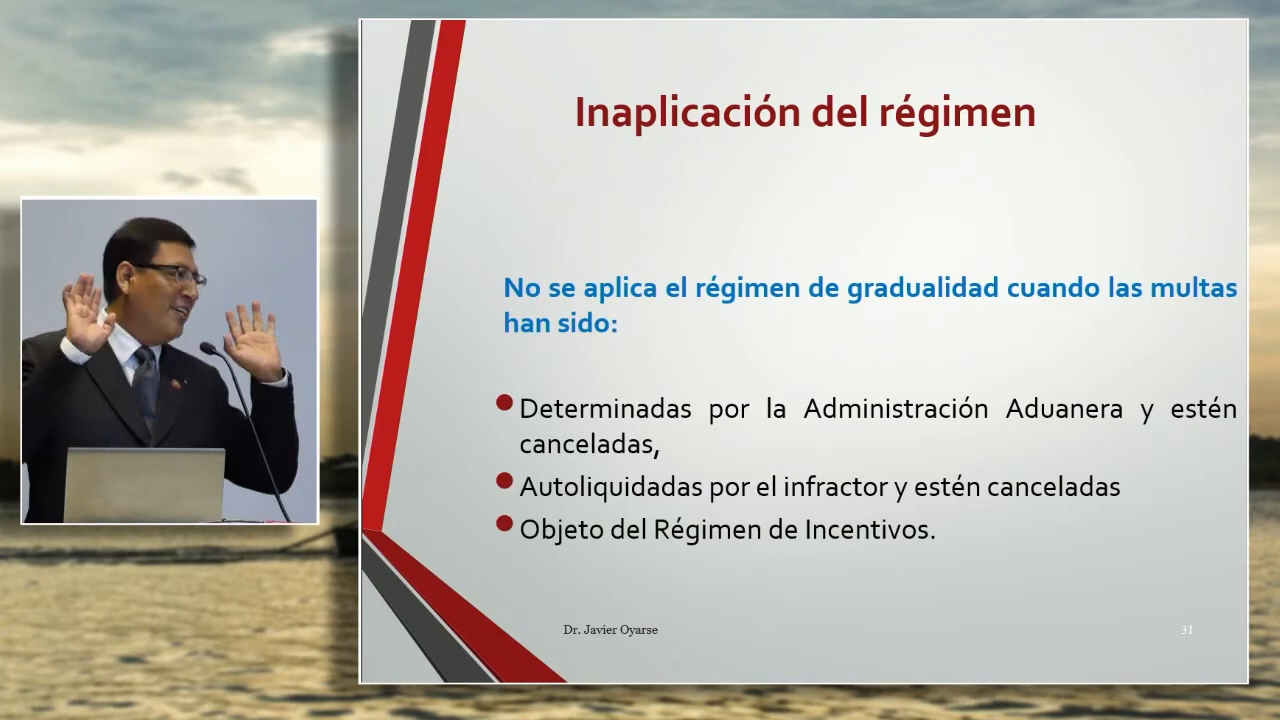 Inaplicación del régimen
No se aplica el régimen de gradualidad cuando las multas
han sido:
Determinadas por la Administración Aduanera y estén
canceladas,
Autoliquidadas por el infractor y estén canceladas
Objeto del Régimen de Incentivos.
Dr. Javier Oyarse
31